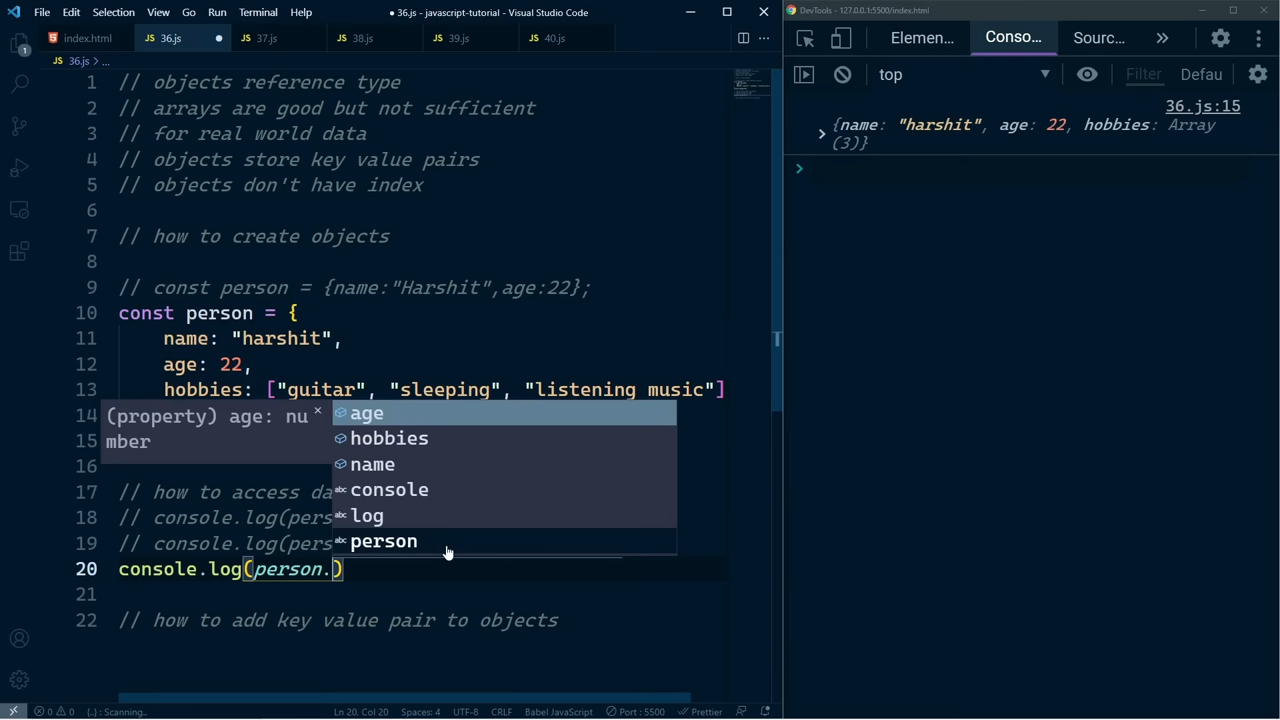 File Edit Selection View Go Run Terminal Help
● 36.js - javascript-tutorial - Visual Studio Code
index.html
JS 36.js ●
JS 37.js
JS 38.js
JS 39.js
JS 40.js
JS 36.js > ...
1
1 // objects reference type
2 // arrays are good but not sufficient
3 // for real world data
4 // objects store key value pairs
5 // objects don't have index
6
7 // how to create objects
8
9 // const person = {name:"Harshit",age:22};
10 const person = {
11 name: "harshit",
12 age: 22,
13 hobbies: ["guitar", "sleeping", "listening music"]
14
15
16
17 // how to access da
18 // console.log(pers
19 // console.log(pers
20 console.log(person.)
21
22 // how to add key value pair to objects
(property) age: nu
mber
×
age
hobbies
name
abc console
abc log
abc person
0 0 {..} : Scanning.. Ln 20, Col 20 Spaces: 4 UTF-8 CRLF Babel JavaScript Port : 5500 Prettier
DevTools - 127.0.0.1:5500/index.html
Elemen... Conso... Sourc... »
top Filter Defau
36.js:15
{name: "harshit", age: 22, hobbies: Array
(3)}
>